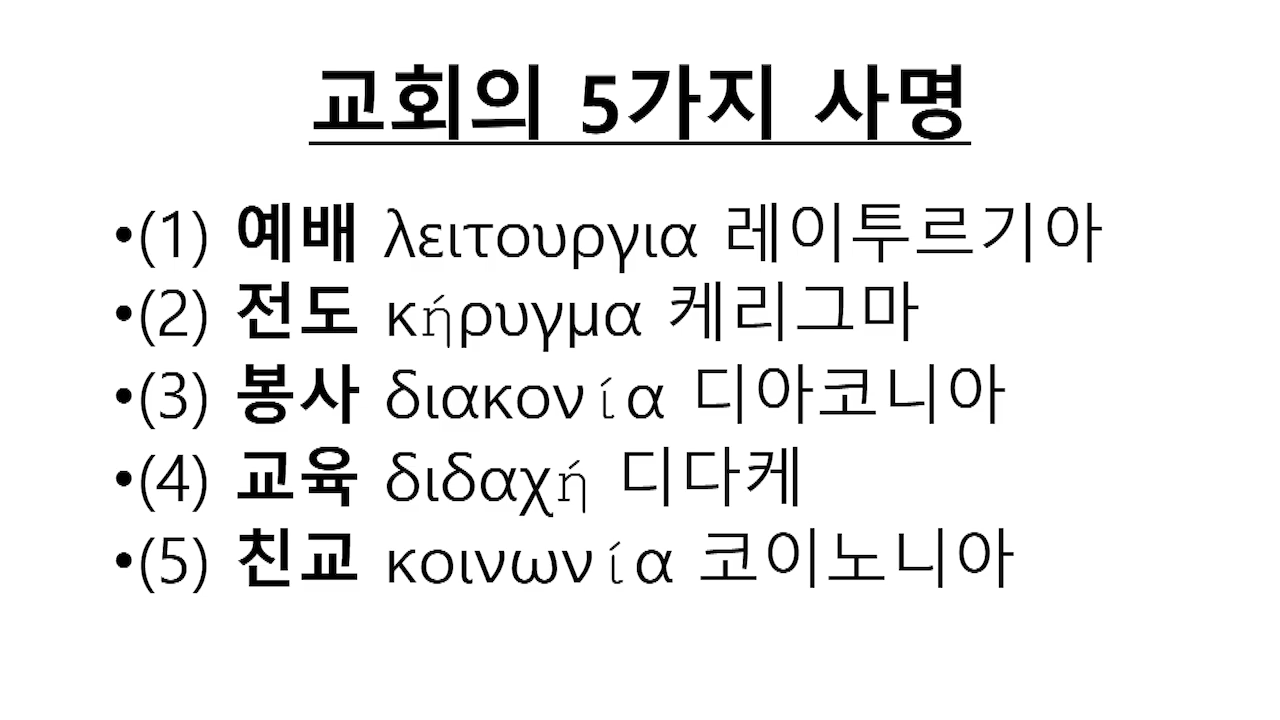 교회의 5가지 사명
•(1) 예배 λειτουργια 레이투르기아
•(2) 전도 κήρυγμα 케리그마
•(3) 봉사 διακονία 디아코니아
•(4) 교육 διδαχή 디다케
•(5) 친교 κοινωνία 코이노니아